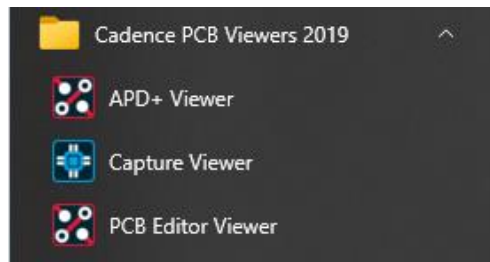 Cadence PCB Viewers 2019
APD+ Viewer
Capture Viewer
PCB Editor Viewer